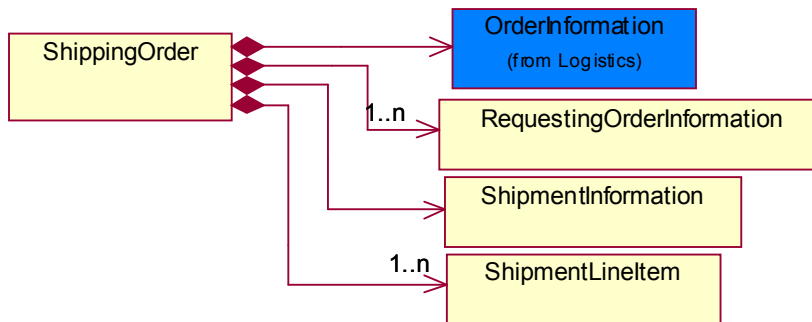 ShippingOrder
OrderInformation
(from Logistics)
1..n
RequestingOrderInformation
ShipmentInformation
1..n
ShipmentLineItem